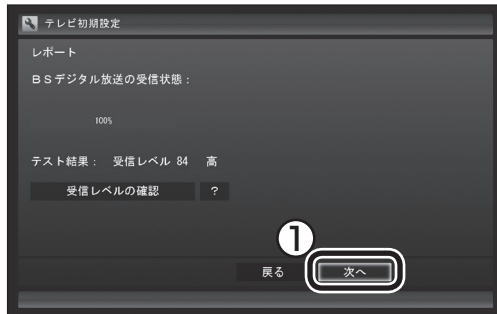 テレビ初期設定
レポート
BSデジタル放送の受信状態：
100%
テスト結果： 受信レベル 84 高
受信レベルの確認 ?
①
戻る 次へ